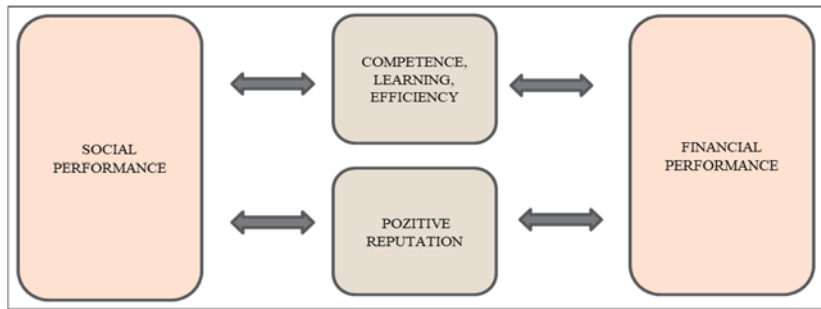 SOCIAL
PERFORMANCE
COMPETENCE,
LEARNING,
EFFICIENCY
POZITIVE
REPUTATION
FINANCIAL
PERFORMANCE